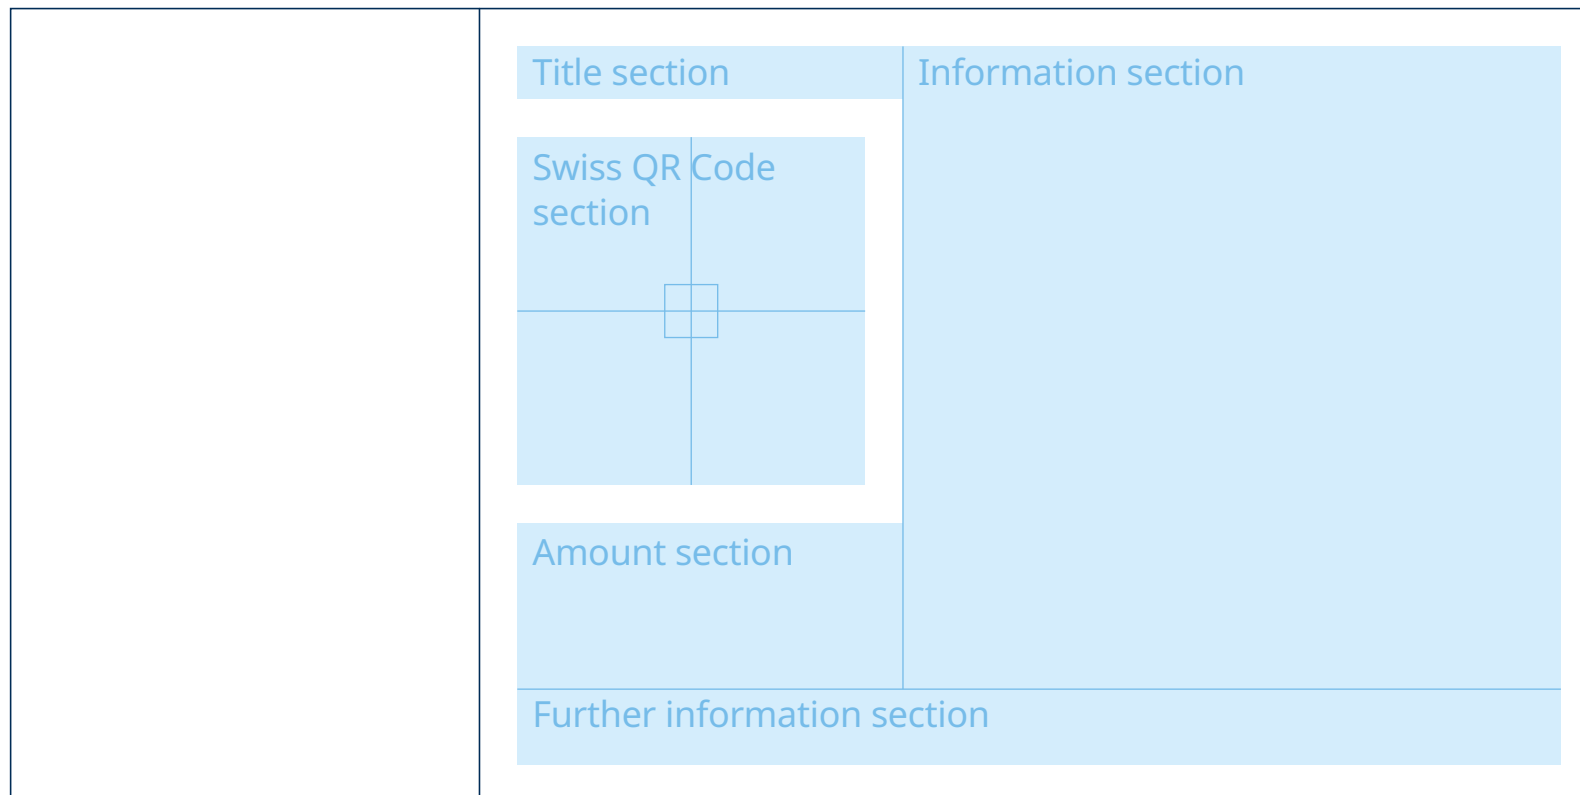 Title section
Information section
Swiss QR Code
section
Amount section
Further information section